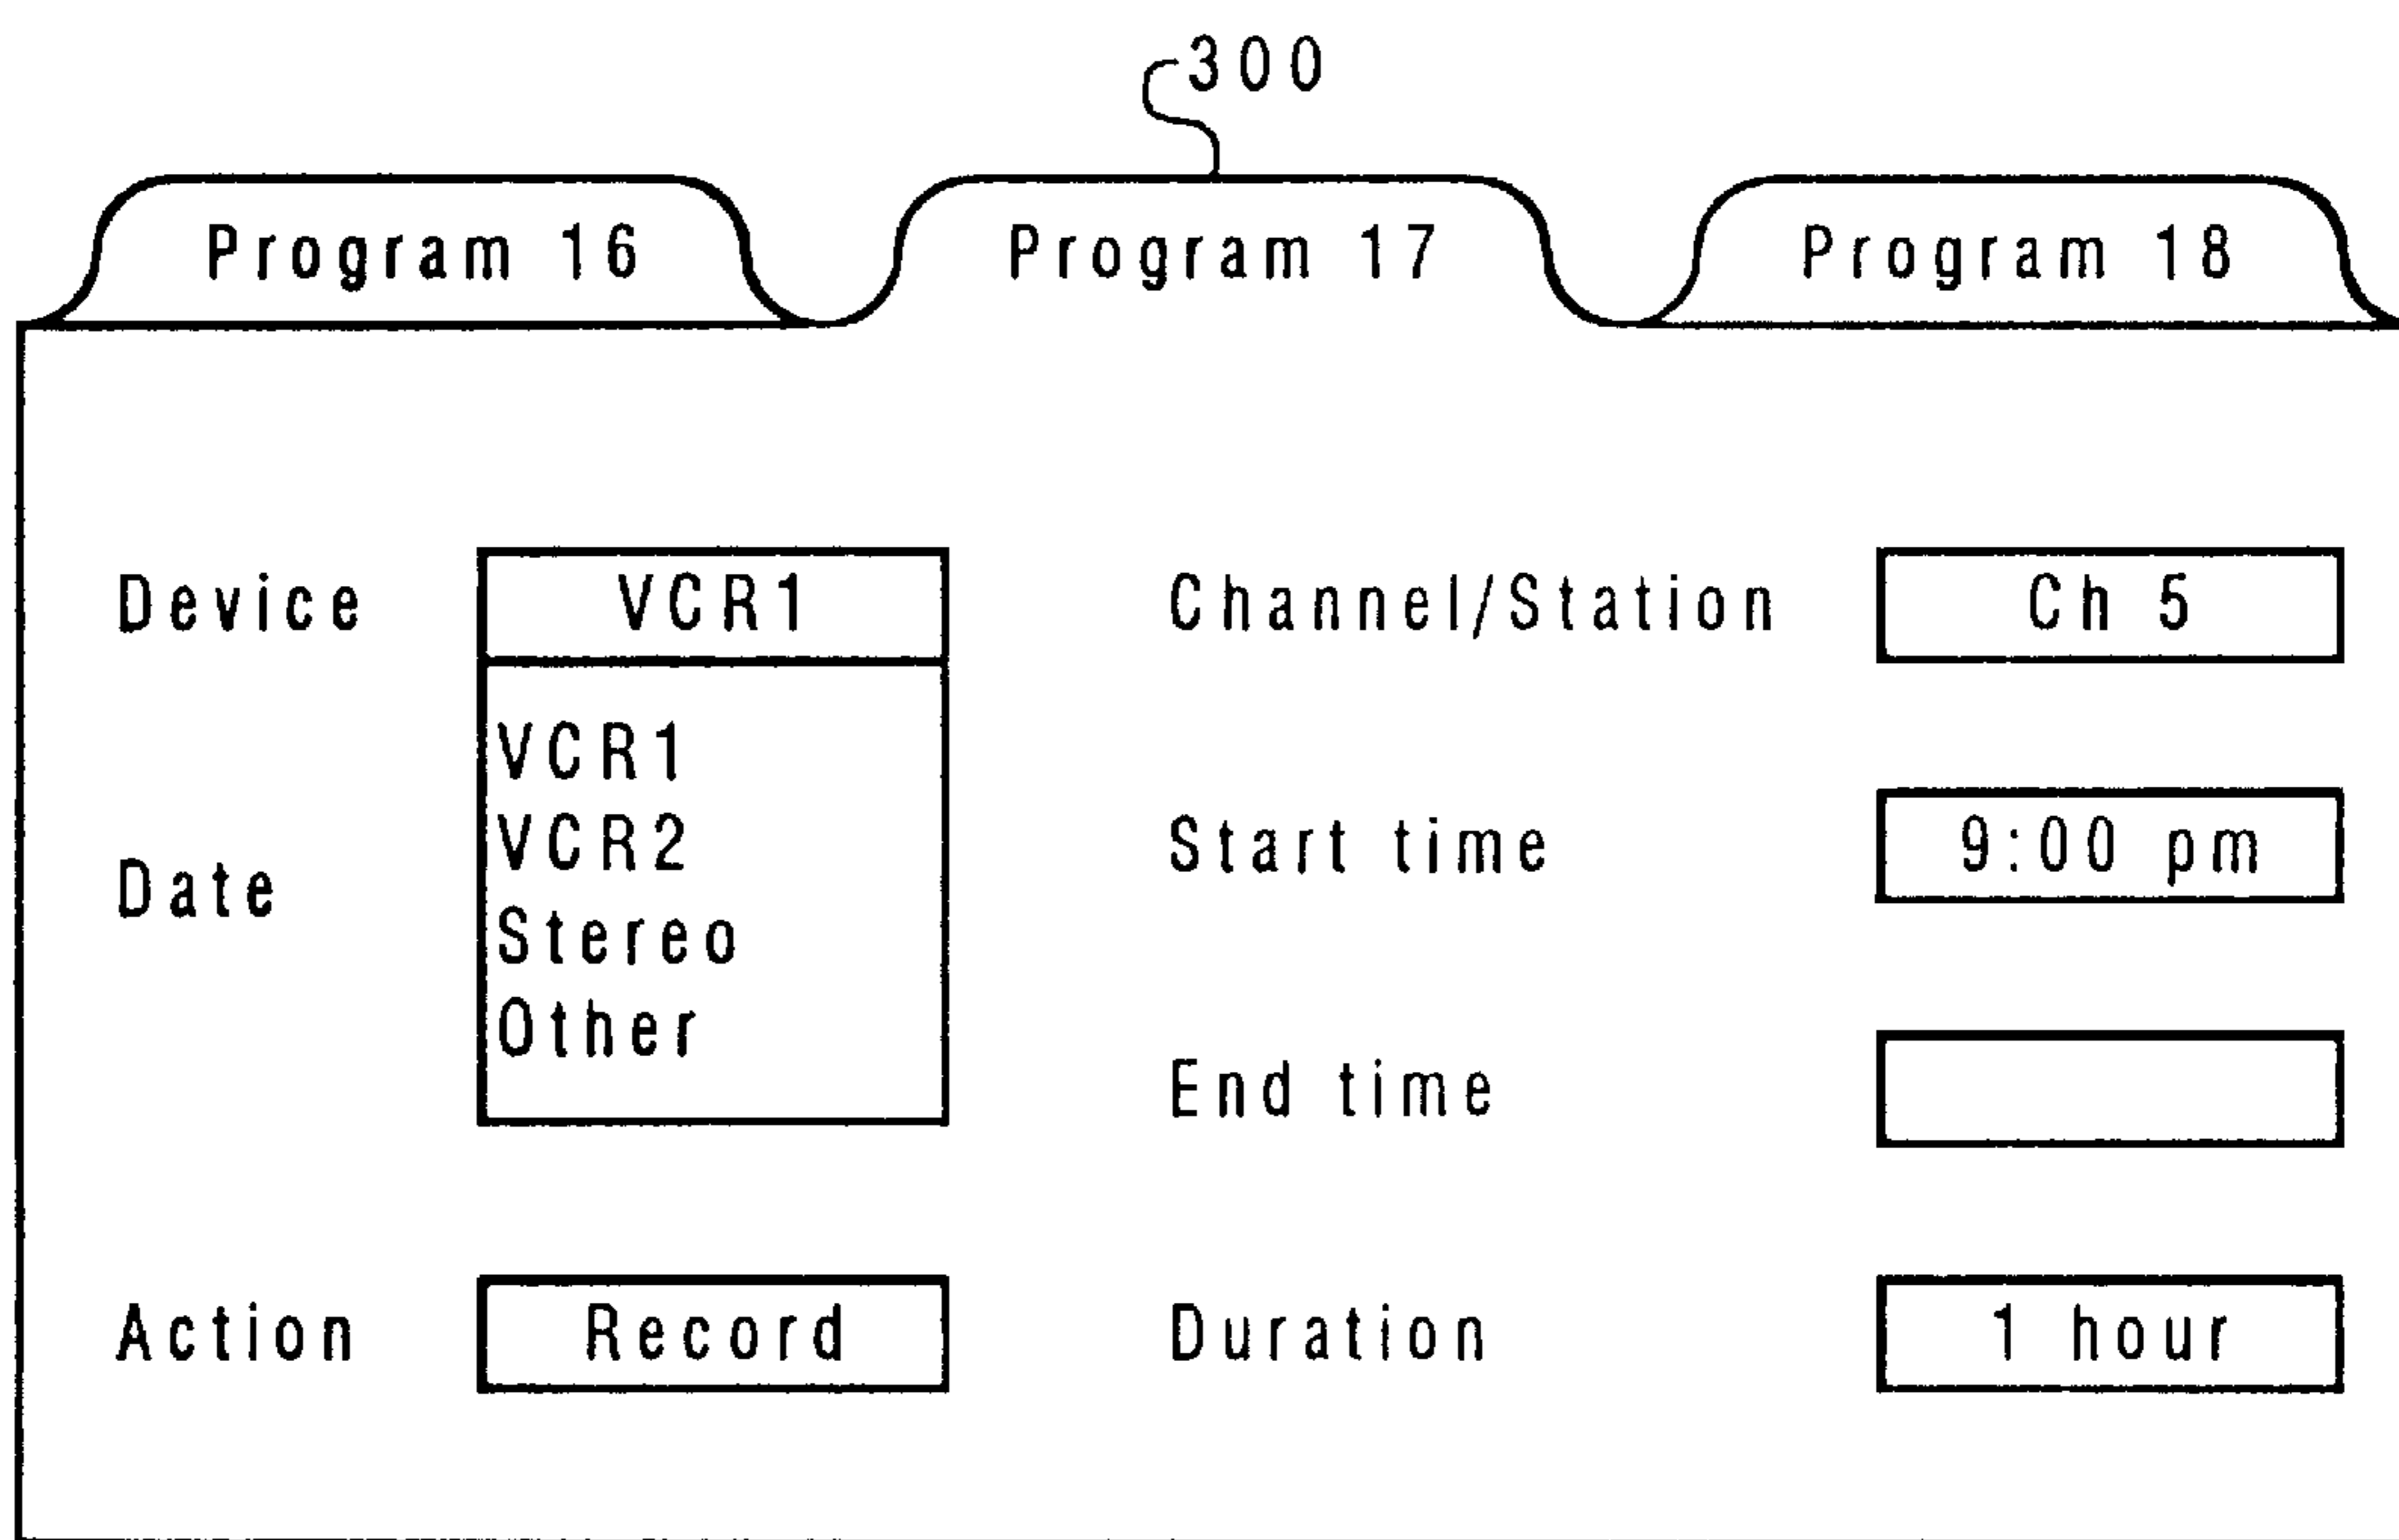 300
Program 16 Program 17 Program 18
Device VCR1 Channel/Station Ch 5
VCR1
VCR2 Start time 9:00 pm
Date
Stereo
Other
End time
Action Record Duration 1 hour